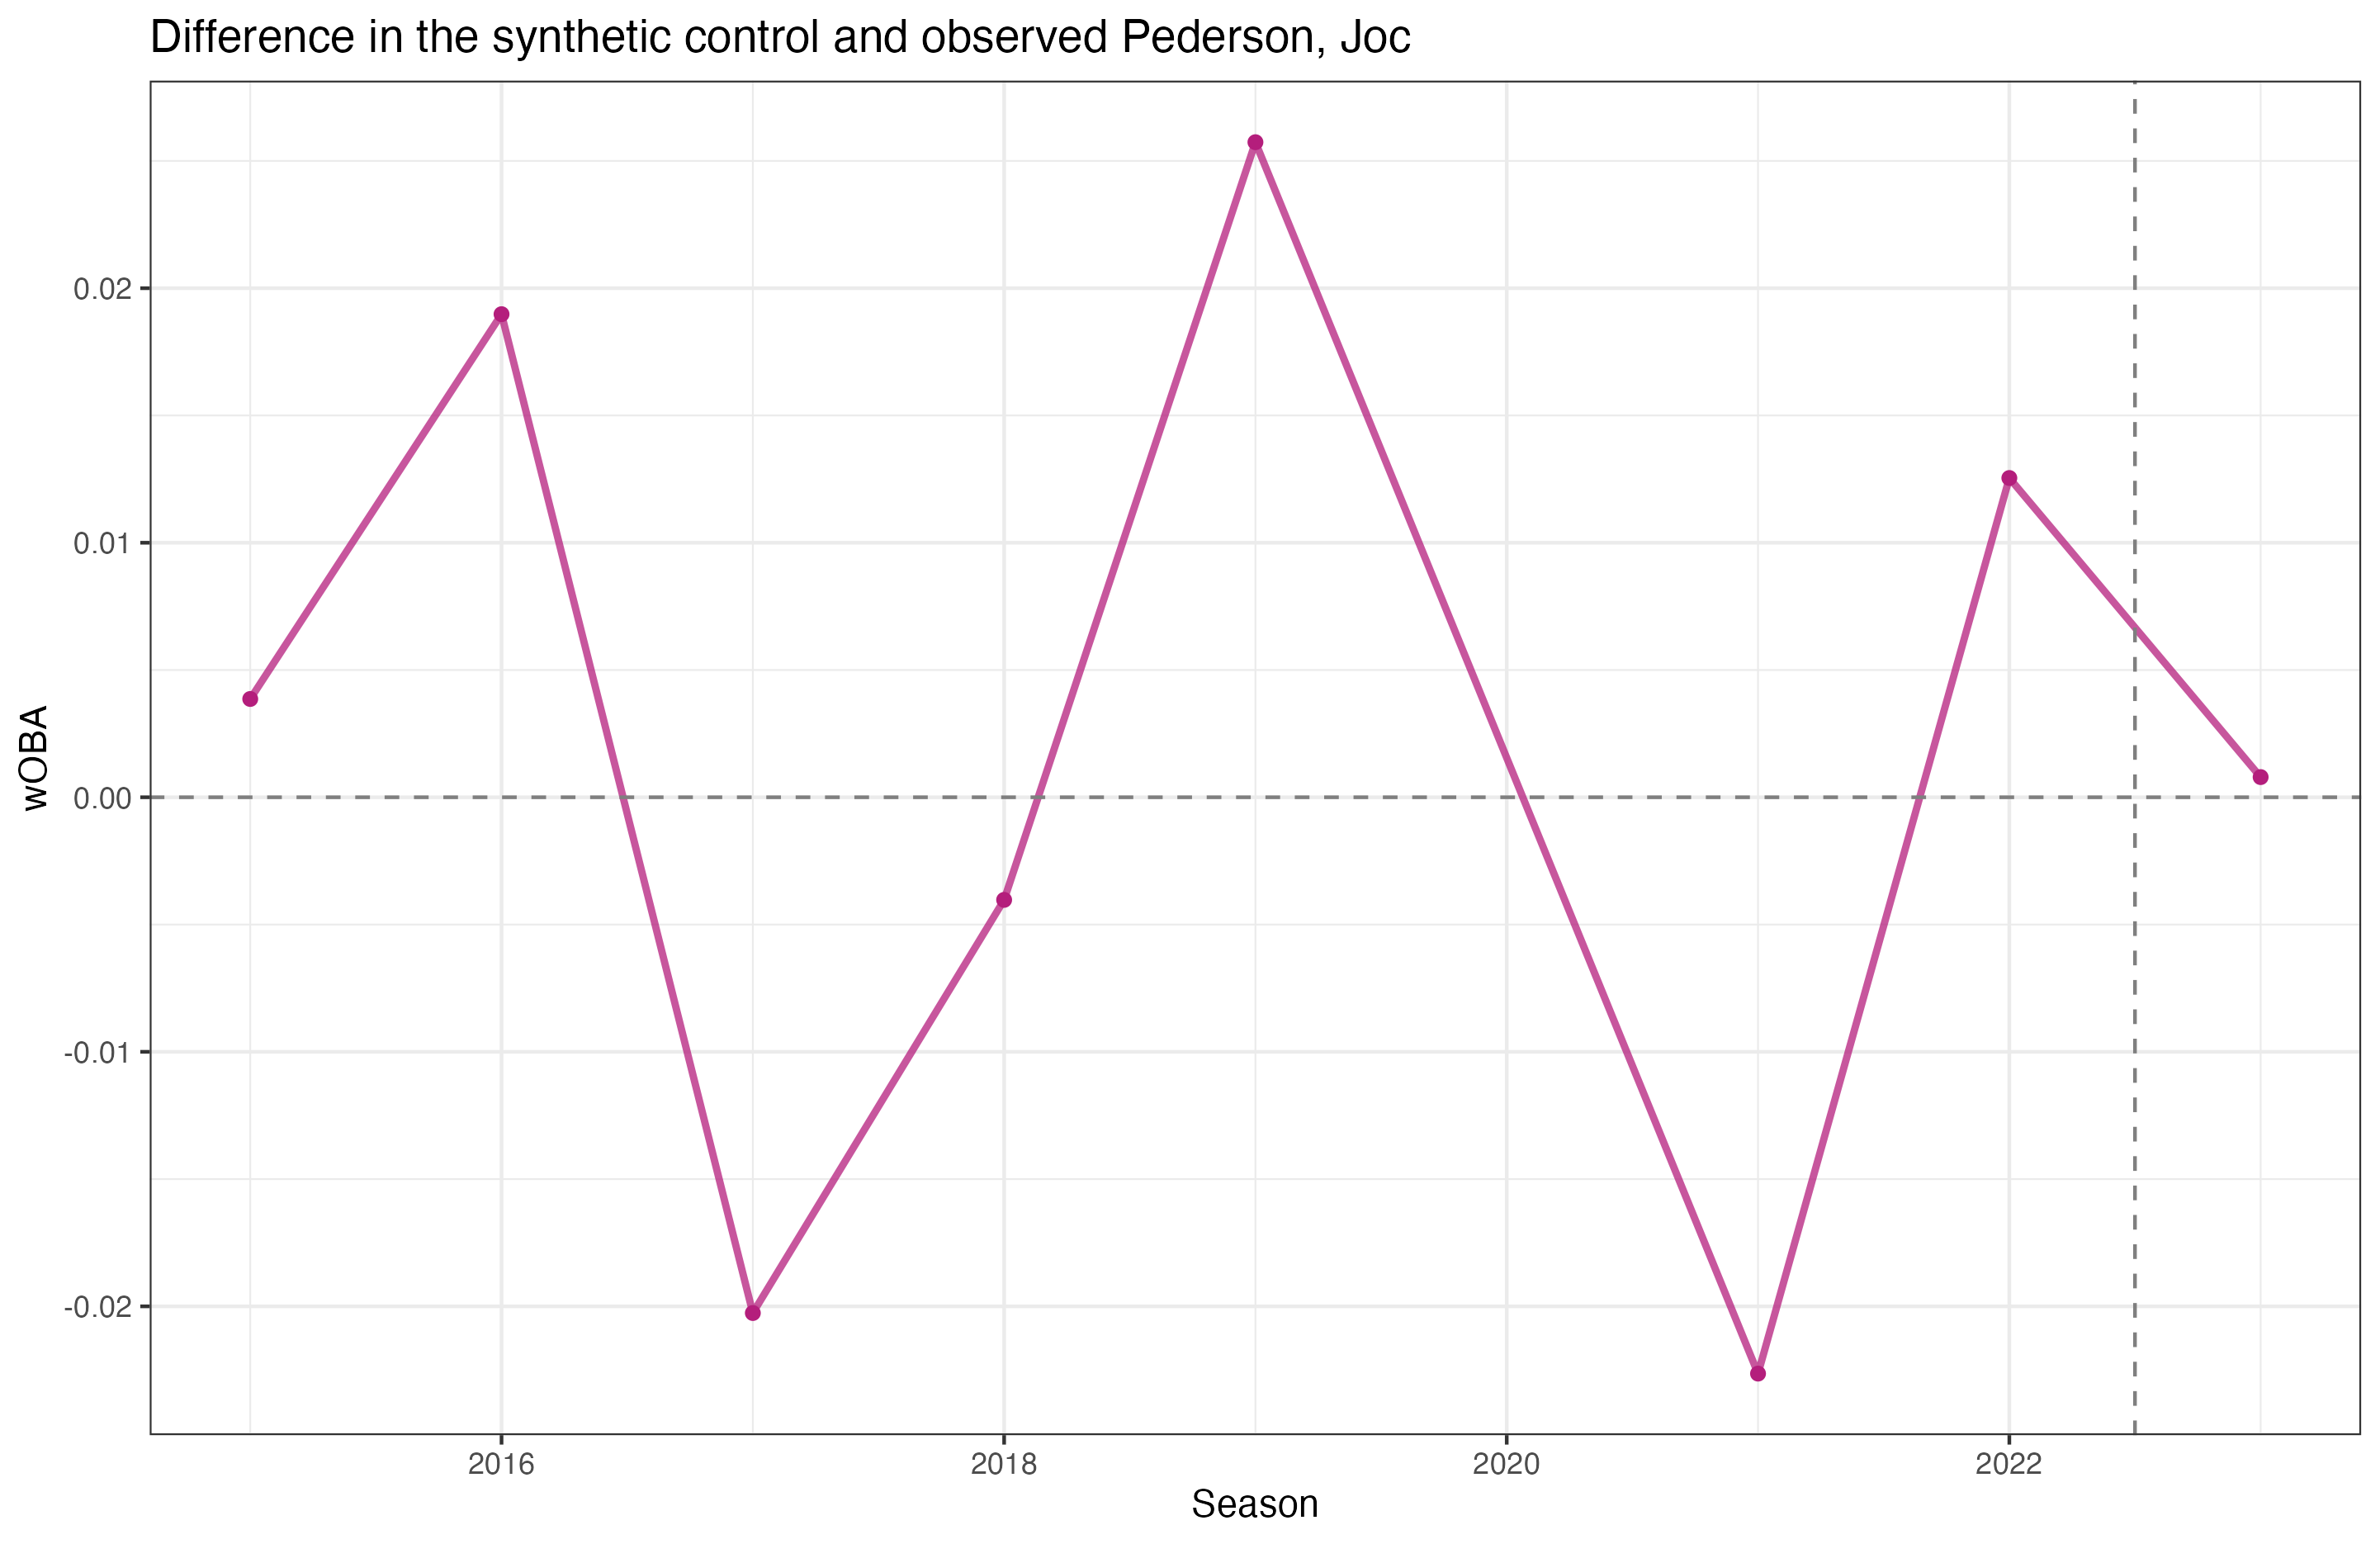 Difference in the synthetic control and observed Pederson, Joc
wOBA
0.02
0.01
0.00
-0.01
-0.02
2016 2018 2020 2022
Season